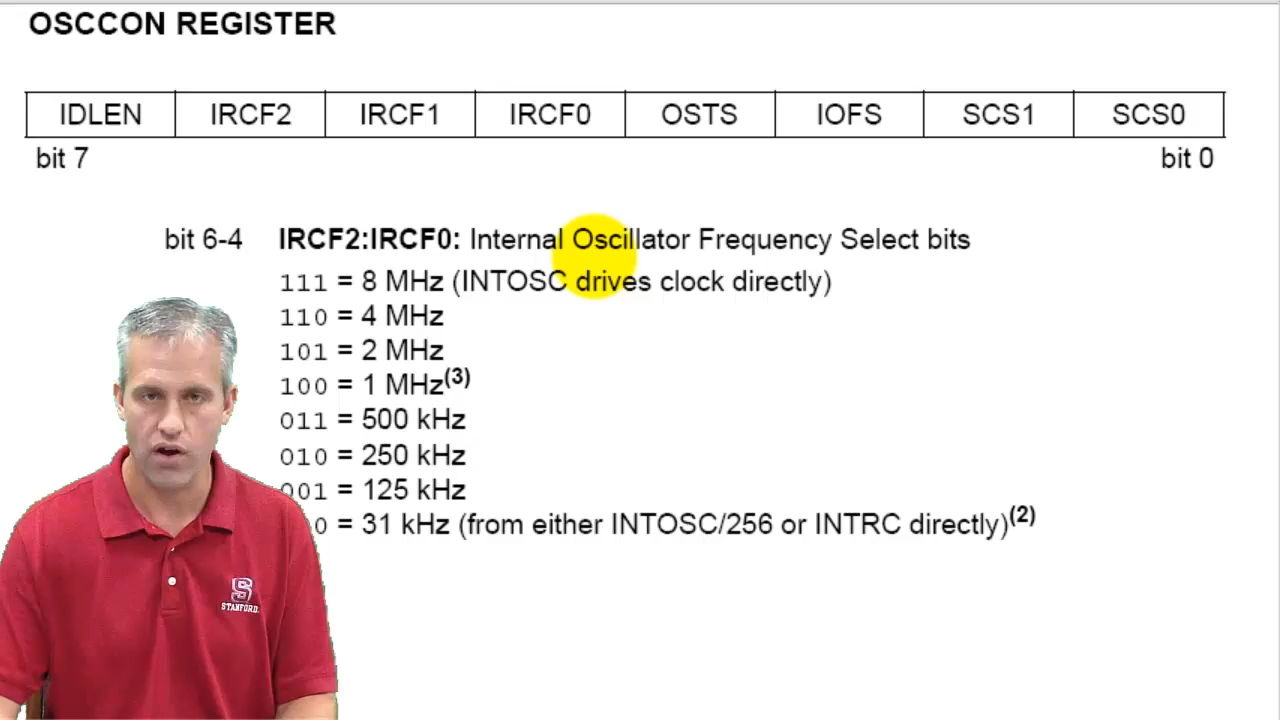 OSCCON REGISTER
IDLEN IRCF2 IRCF1 IRCF0 OSTS IOFS SCS1 SCS0
bit 7 bit 0
bit 6-4 IRCF2:IRCF0: Internal Oscillator Frequency Select bits
111 = 8 MHz (INTOSC drives clock directly)
110 = 4 MHz
101 = 2 MHz
100 = 1 MHz(3)
011 = 500 kHz
010 = 250 kHz
001 = 125 kHz
0 = 31 kHz (from either INTOSC/256 or INTRC directly)(2)
S
STANFORD